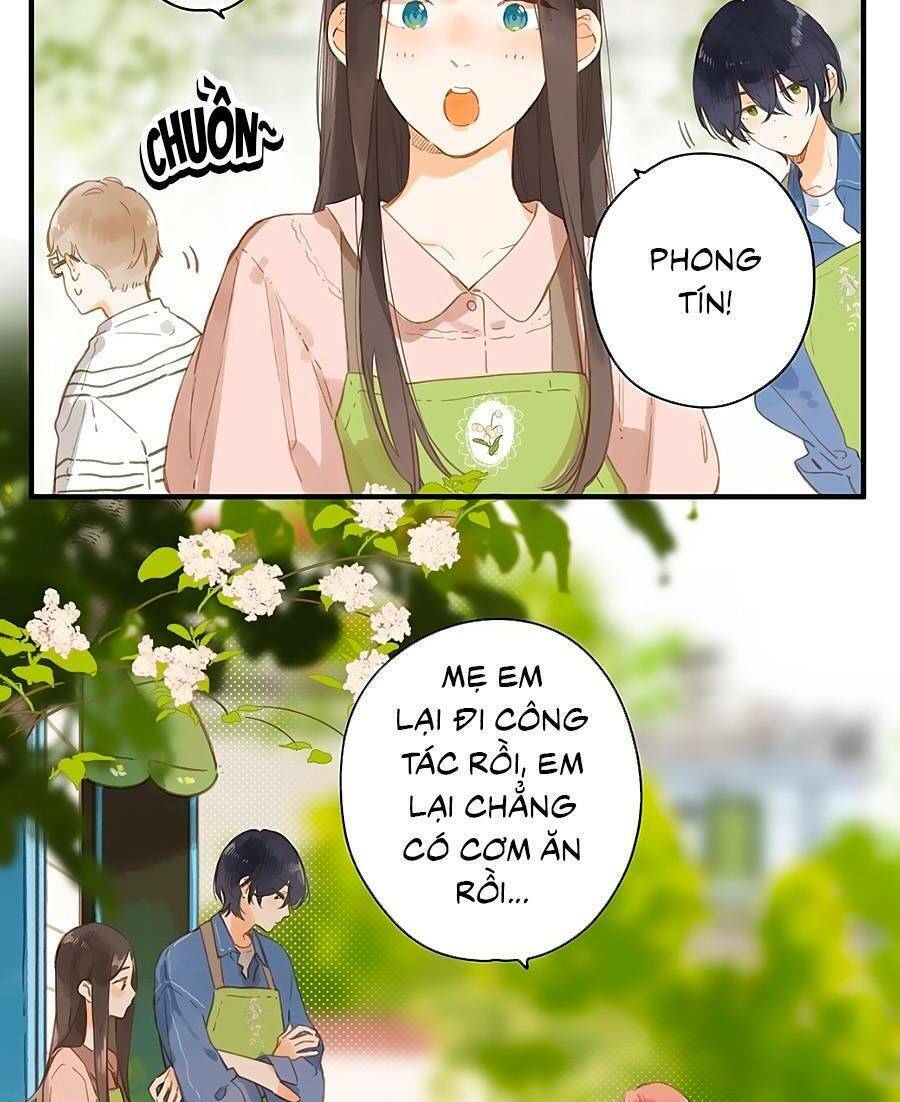 CHUỒN~
PHONG
TÍN!
MẸ EM
LẠI ĐI CÔNG
TÁC RỒI, EM
LẠI CHẲNG
CÓ CƠM ĂN
RỒI...